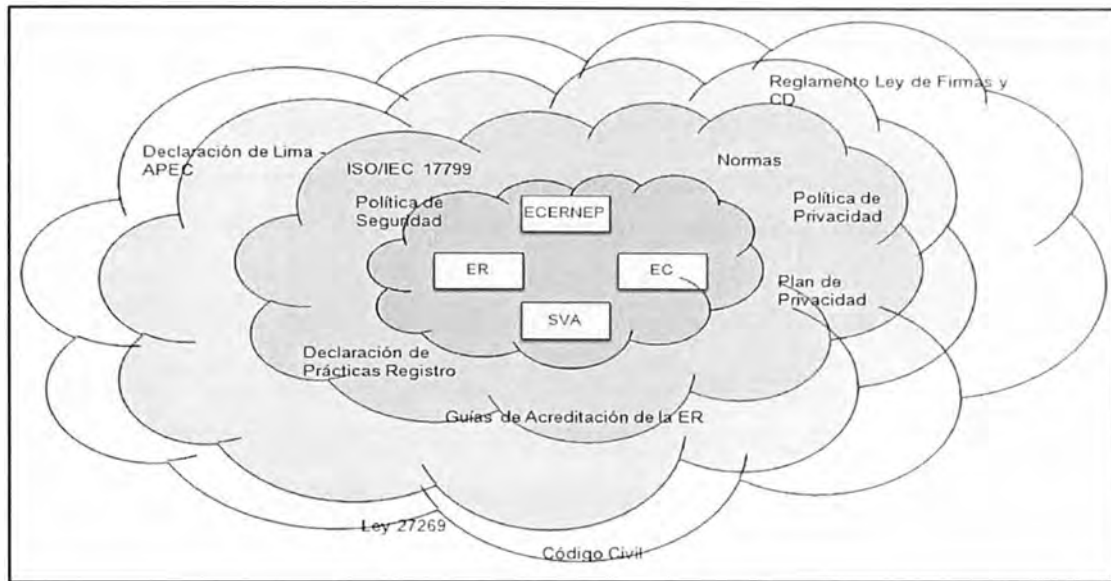 Reglamento Ley de Firmas y
CD
Declaración de Lima -
APEC
ISO/IEC 17799
Normas
Política de
Seguridad
ECERNEP
Política de
Privacidad
ER
EC
Plan de
Privacidad
SVA
Declaración de
Prácticas Registro
Guías de Acreditación de la ER
Ley 27269
Código Civil